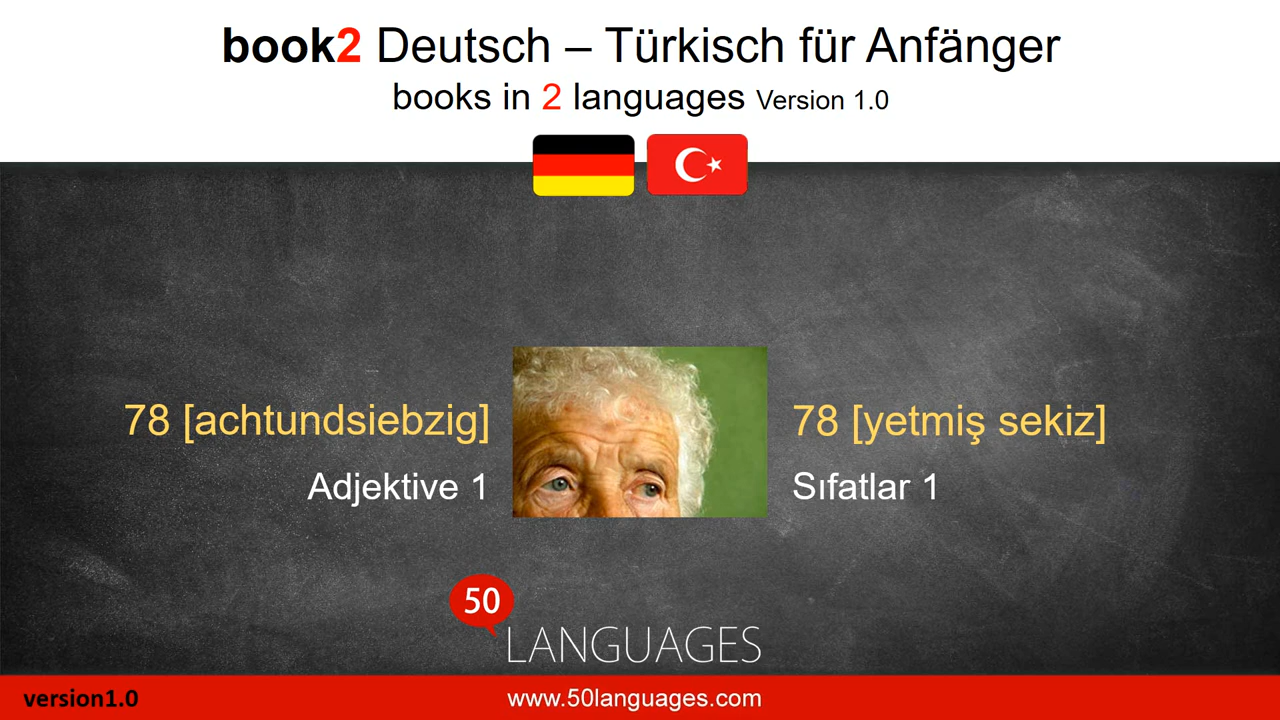 book2 Deutsch – Türkisch für Anfänger
books in 2 languages Version 1.0
78 [achtundsiebzig]
Adjektive 1
78 [yetmiş sekiz]
Sıfatlar 1
50
LANGUAGES
version1.0
www.50languages.com